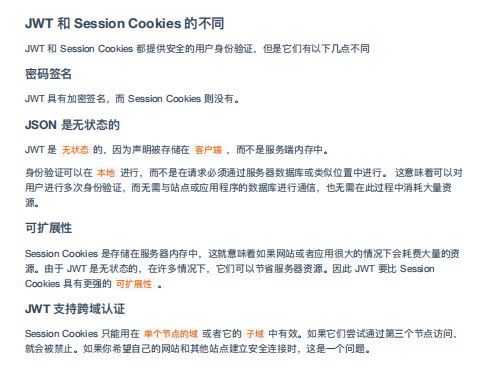 JWT 和 Session Cookies 的不同
JWT 和 Session Cookies 都提供安全的用户身份验证，但是它们有以下几点不同
密码签名
JWT 具有加密签名，而 Session Cookies 则没有。
JSON 是无状态的
JWT 是 无状态 的，因为声明被存储在 客户端 ，而不是服务端内存中。
身份验证可以在 本地 进行，而不是在请求必须通过服务器数据库或类似位置中进行。 这意味着可以对
用户进行多次身份验证，而无需与站点或应用程序的数据库进行通信，也无需在此过程中消耗大量资
源。
可扩展性
Session Cookies 是存储在服务器内存中，这就意味着如果网站或者应用很大的情况下会耗费大量的资
源。由于 JWT 是无状态的，在许多情况下，它们可以节省服务器资源。因此 JWT 要比 Session
Cookies 具有更强的 可扩展性 。
JWT 支持跨域认证
Session Cookies 只能用在 单个节点的域 或者它的 子域 中有效。如果它们尝试通过第三个节点访问，
就会被禁止。如果你希望自己的网站和其他站点建立安全连接时，这是一个问题。